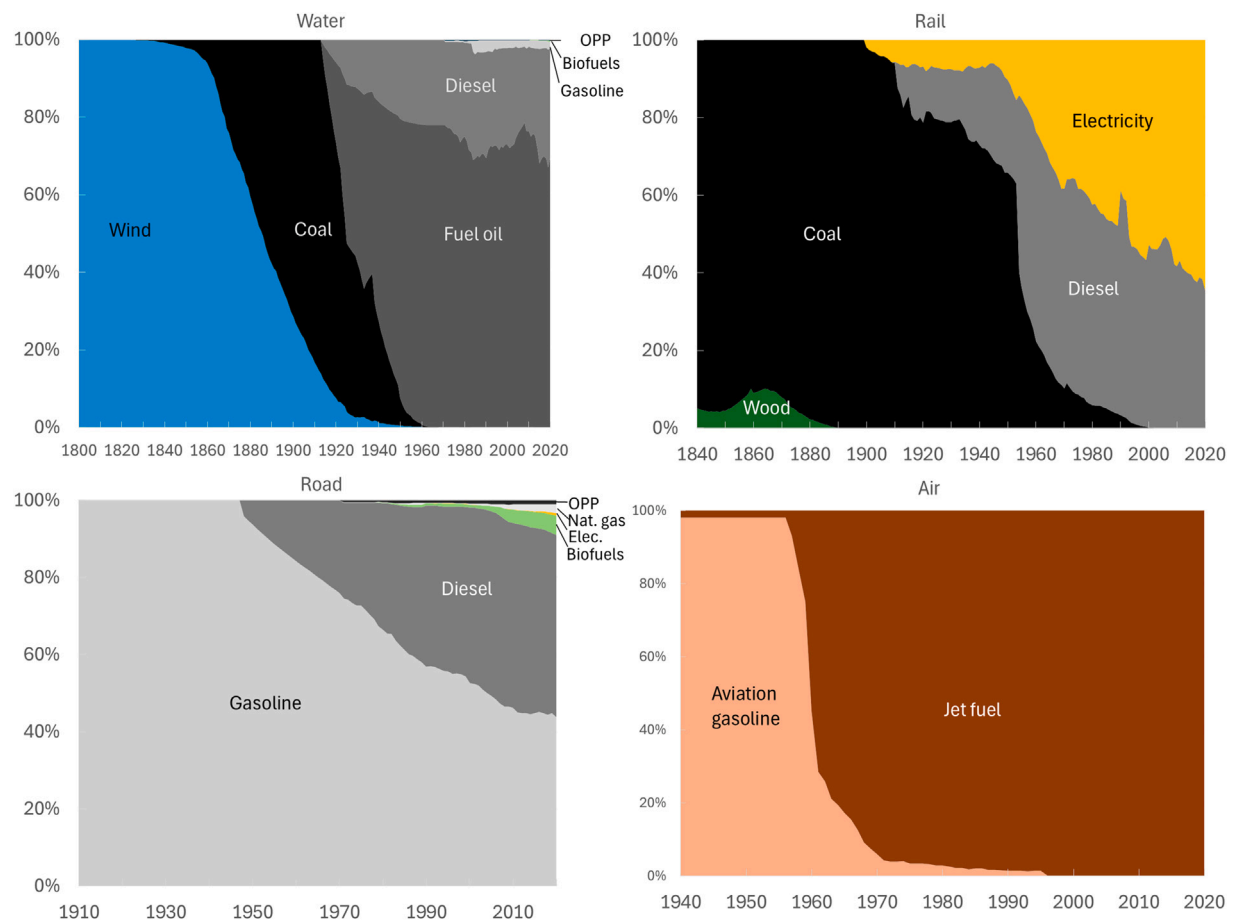 Water
100%
80%
60%
40%
20%
0%
OPP
Biofuels
Gasoline
Diesel
Wind
Coal
Fuel oil
1800 1820 1840 1860 1880 1900 1920 1940 1960 1980 2000 2020
Rail
100%
80%
60%
40%
20%
0%
Electricity
Coal
Diesel
Wood
1840 1860 1880 1900 1920 1940 1960 1980 2000 2020
Road
100%
80%
60%
40%
20%
0%
OPP
Nat. gas
Elec.
Biofuels
Diesel
Gasoline
1910 1930 1950 1970 1990 2010
Air
100%
80%
60%
40%
20%
0%
Aviation
gasoline
Jet fuel
1940 1950 1960 1970 1980 1990 2000 2010 2020